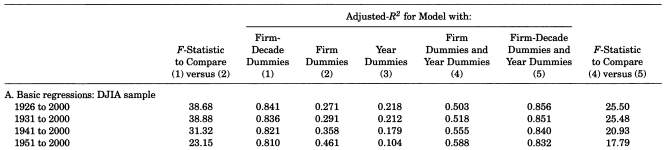 Adjusted-R² for Model with:
Firm- Firm Firm-Decade
F-Statistic Decade Firm Year Dummies and Dummies and F-Statistic
to Compare Dummies Dummies Dummies Year Dummies Year Dummies to Compare
(1) versus (2) (1) (2) (3) (4) (5) (4) versus (5)
A. Basic regressions: DJIA sample
1926 to 2000 38.68 0.841 0.271 0.218 0.503 0.856 25.50
1931 to 2000 38.88 0.836 0.291 0.212 0.518 0.851 25.48
1941 to 2000 31.32 0.821 0.358 0.179 0.555 0.840 20.93
1951 to 2000 23.15 0.810 0.461 0.104 0.588 0.832 17.79